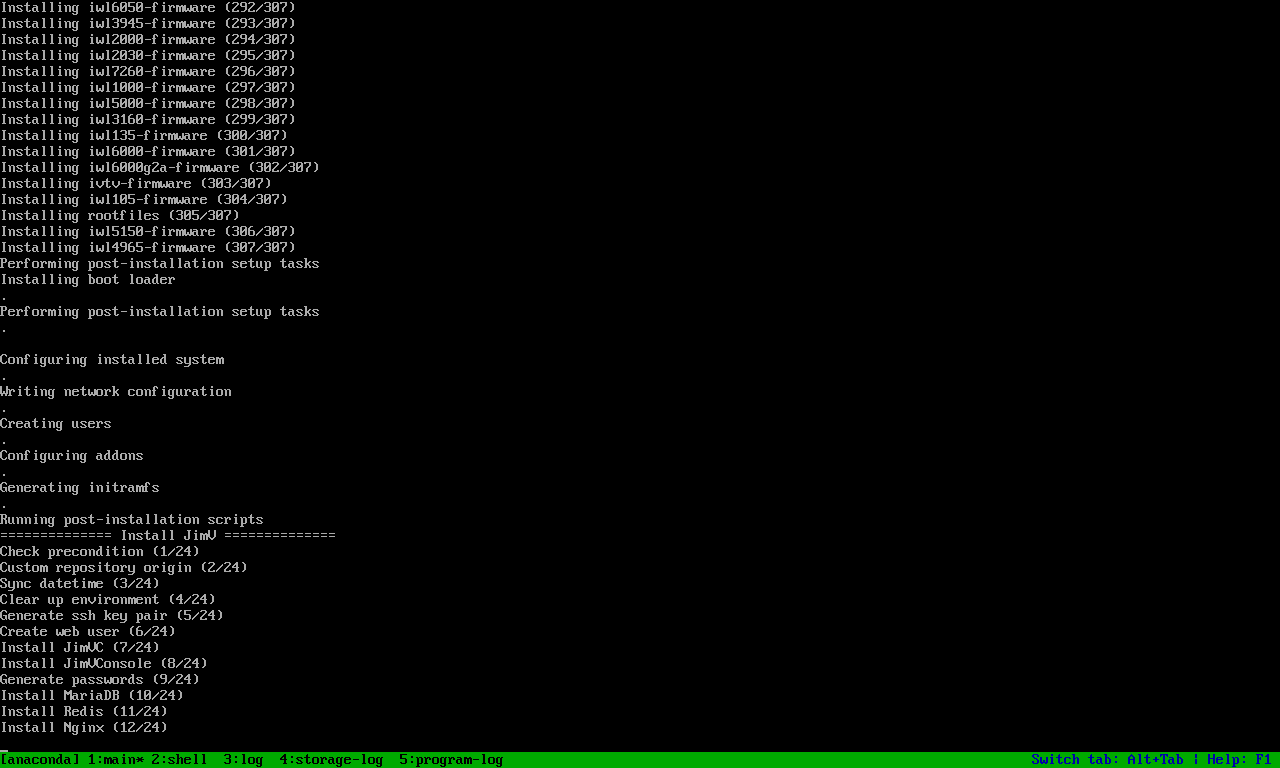 Installing iwl6050-firmware (292/307)
Installing iwl3945-firmware (293/307)
Installing iwl2000-firmware (294/307)
Installing iwl2030-firmware (295/307)
Installing iwl7260-firmware (296/307)
Installing iwl1000-firmware (297/307)
Installing iwl5000-firmware (298/307)
Installing iwl3160-firmware (299/307)
Installing iwl135-firmware (300/307)
Installing iwl6000-firmware (301/307)
Installing iwl6000g2a-firmware (302/307)
Installing ivtv-firmware (303/307)
Installing iwl105-firmware (304/307)
Installing rootfiles (305/307)
Installing iwl5150-firmware (306/307)
Installing iwl4965-firmware (307/307)
Performing post-installation setup tasks
Installing boot loader
.
Performing post-installation setup tasks
.
Configuring installed system
.
Writing network configuration
.
Creating users
.
Configuring addons
.
Generating initramfs
.
Running post-installation scripts
============== Install JimV ==============
Check precondition (1/24)
Custom repository origin (2/24)
Sync datetime (3/24)
Clear up environment (4/24)
Generate ssh key pair (5/24)
Create web user (6/24)
Install JimVC (7/24)
Install JimVConsole (8/24)
Generate passwords (9/24)
Install MariaDB (10/24)
Install Redis (11/24)
Install Nginx (12/24)
[anaconda] 1:main* 2:shell  3:log  4:storage-log  5:program-log Switch tab: Alt+Tab | Help: F1